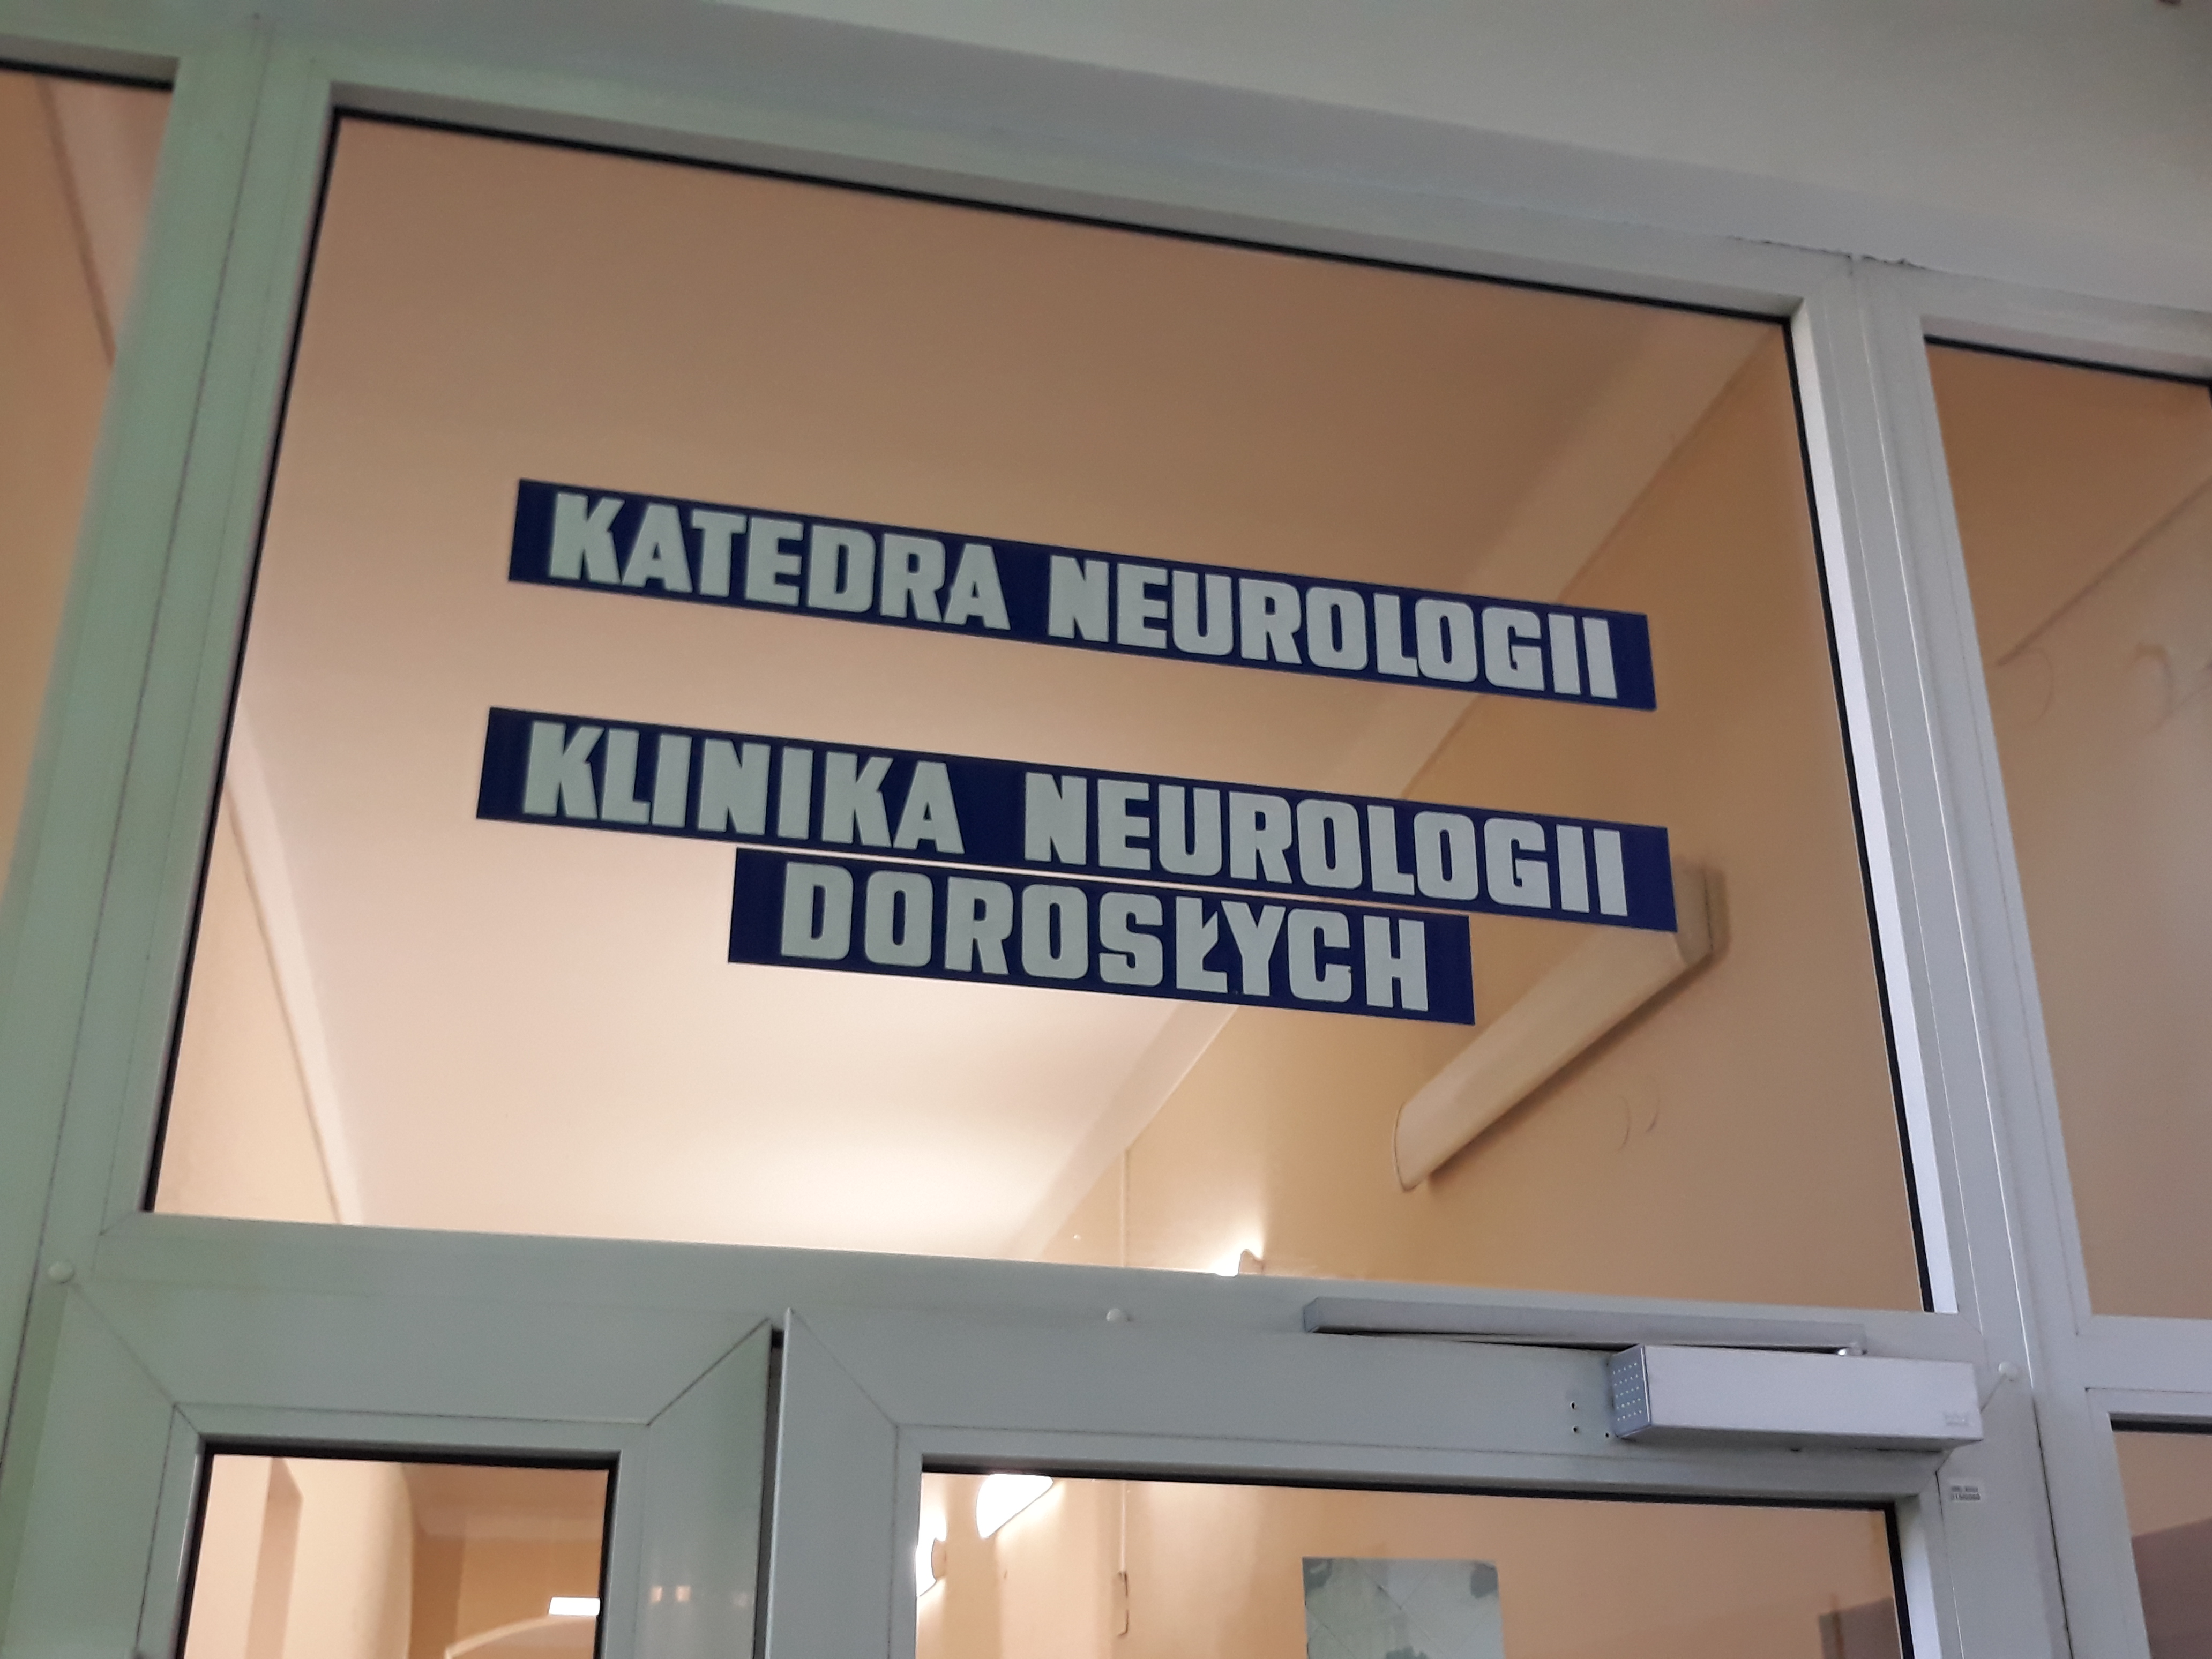 KATEDRA NEUROLOGII
KLINIKA NEUROLOGII
DOROSŁYCH